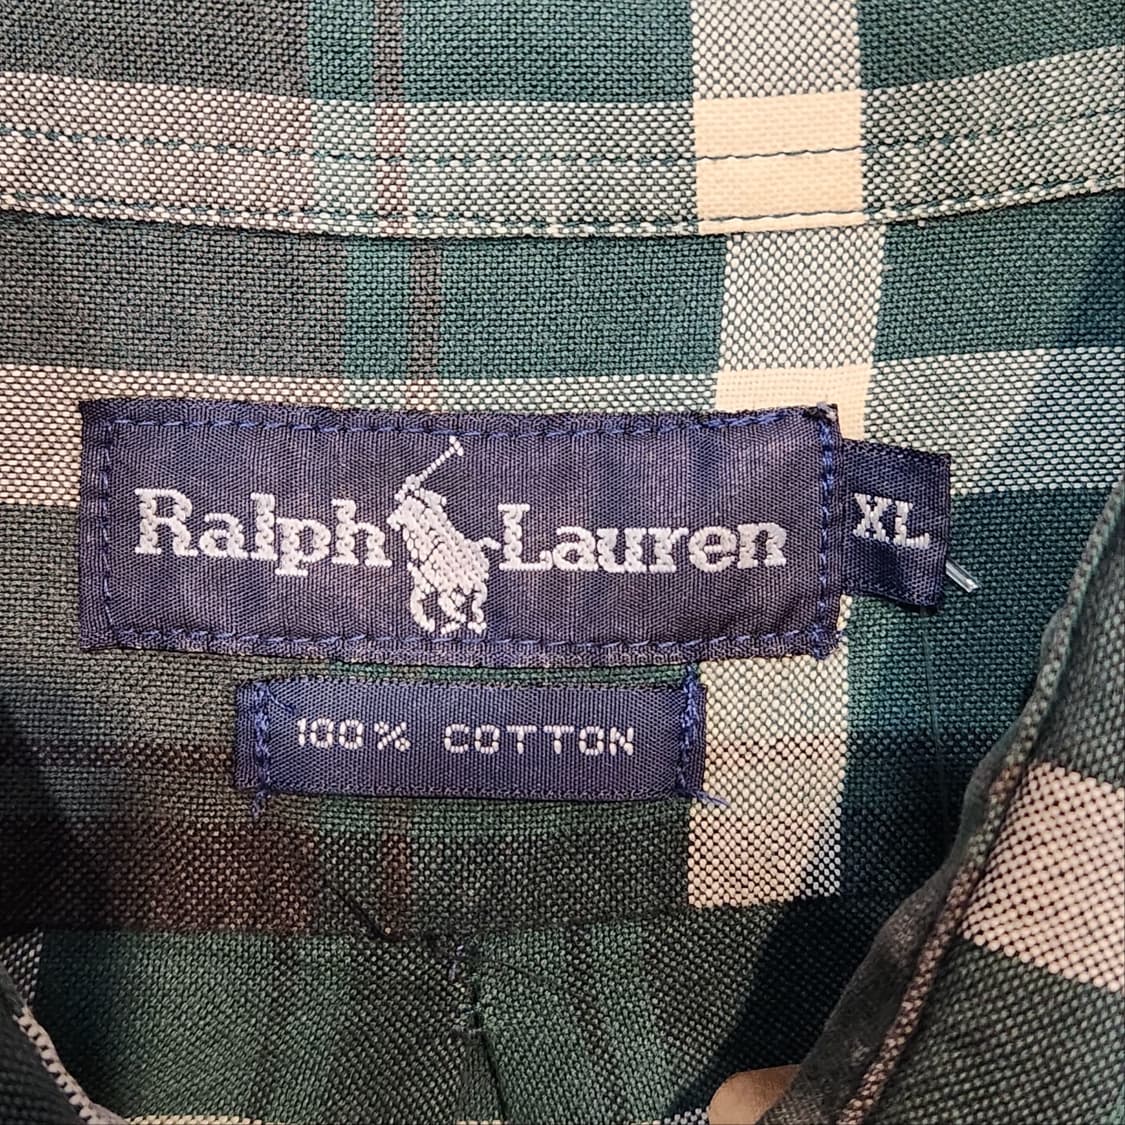 Ralph Lauren
XL
100% COTTON